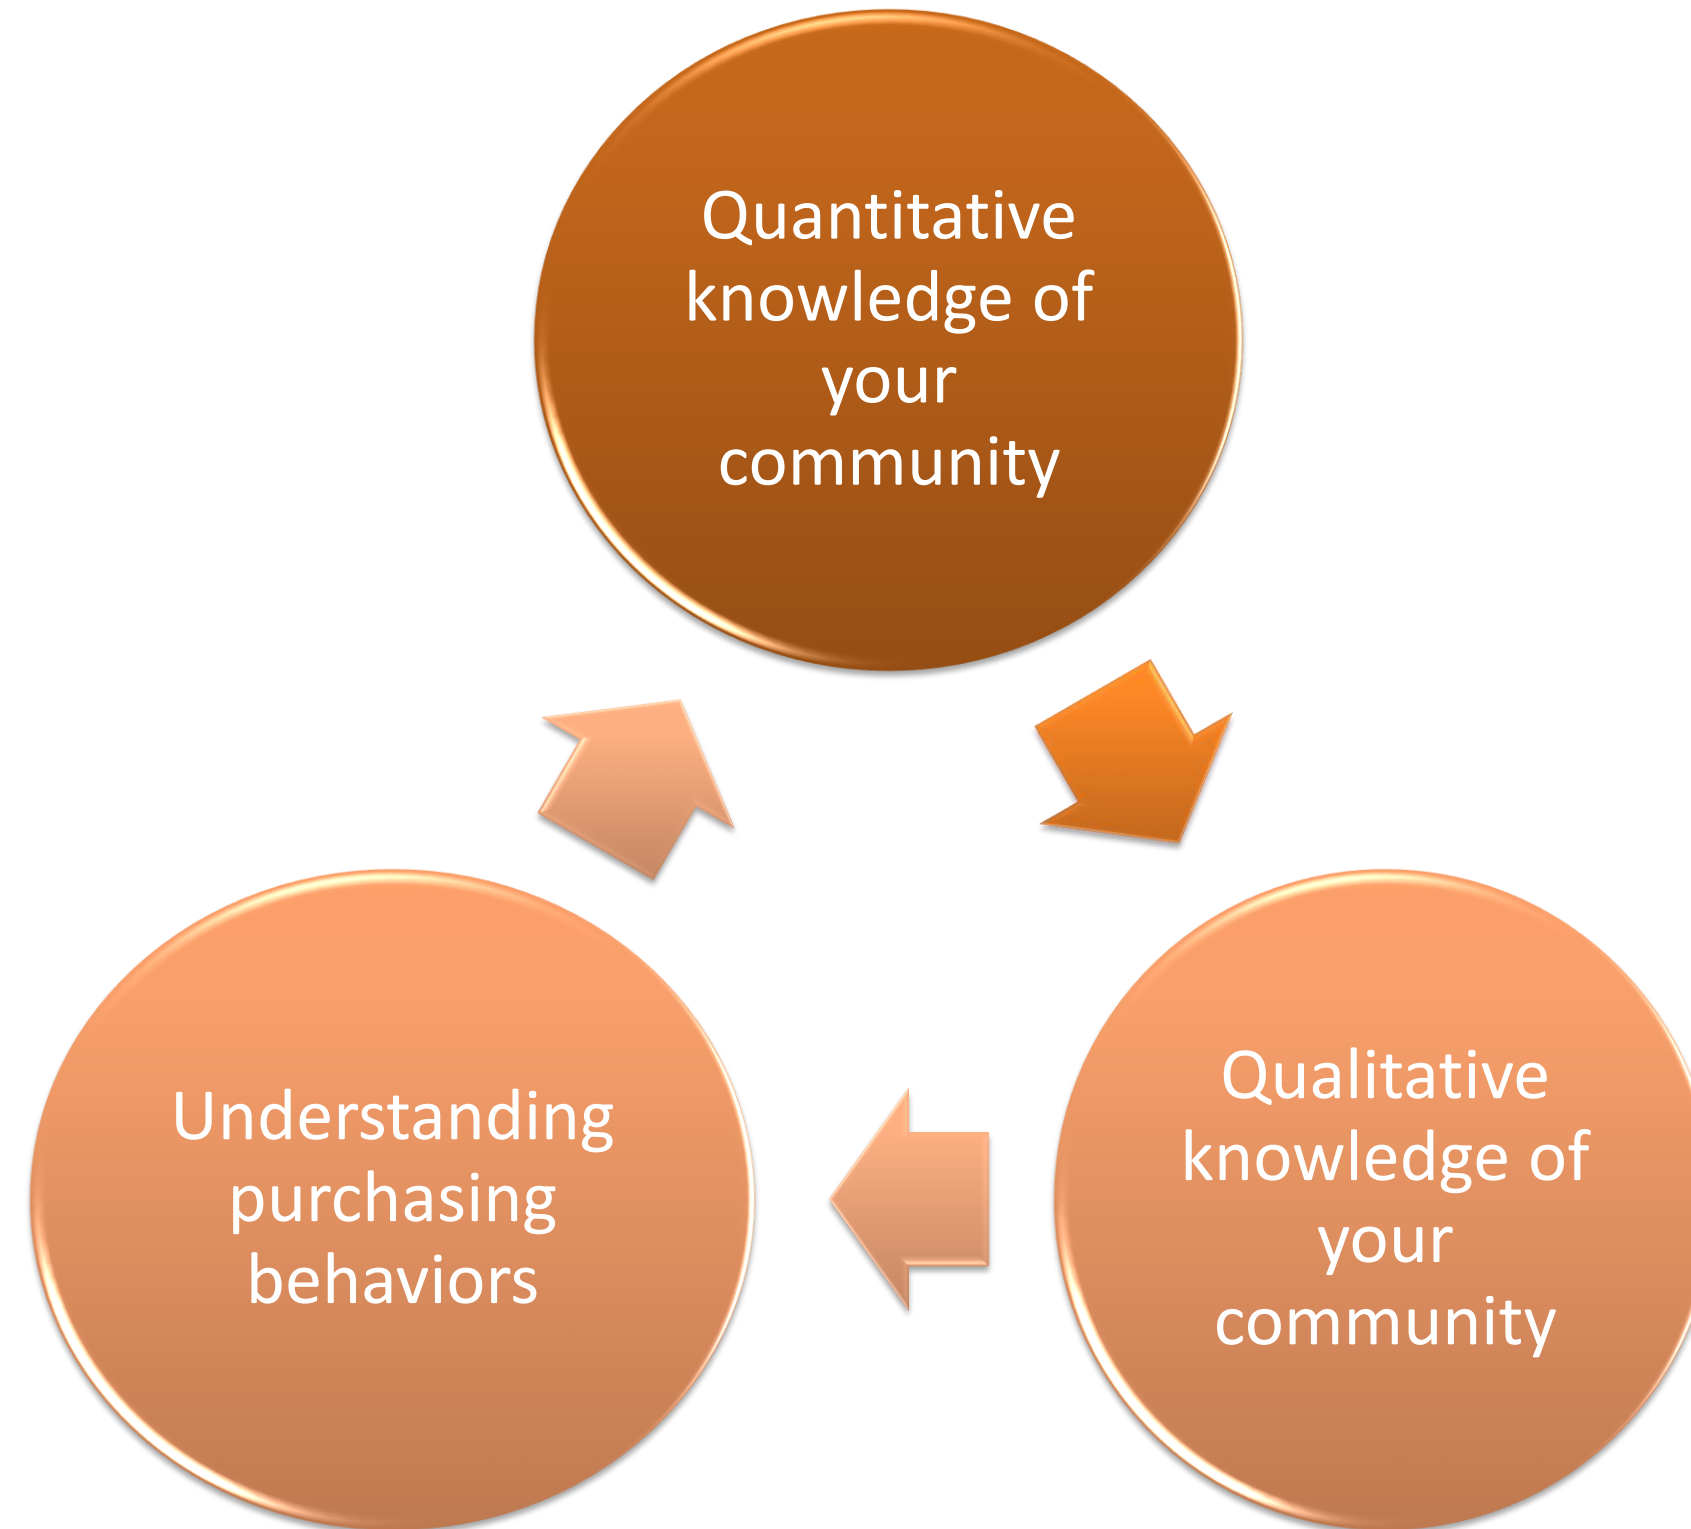 Quantitative
knowledge of
your
community
Qualitative
knowledge of
your
community
Understanding
purchasing
behaviors